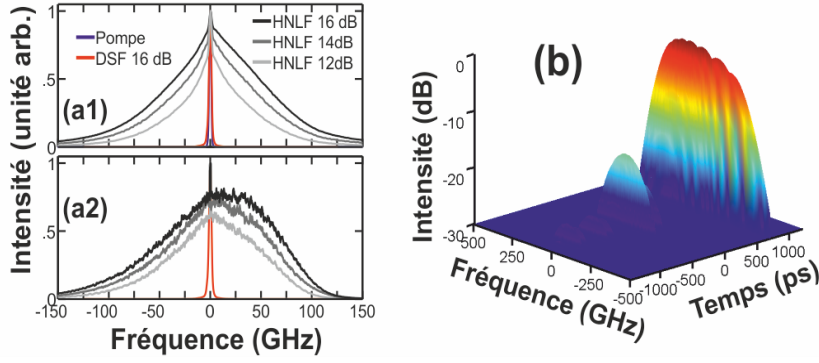 1
.5
0
Intensité (unité arb.)
Pompe
DSF 16 dB
HNLF 16 dB
HNLF 14dB
HNLF 12dB
(a1)
1
.5
0
(a2)
-150 -100 -50 0 50 100 150
Fréquence (GHz)
(b)
Intensité (dB)
0
-10
-20
-30
500 250 0 -250 -500
Fréquence (GHz)
-1000 -500 0 500 1000
Temps (ps)